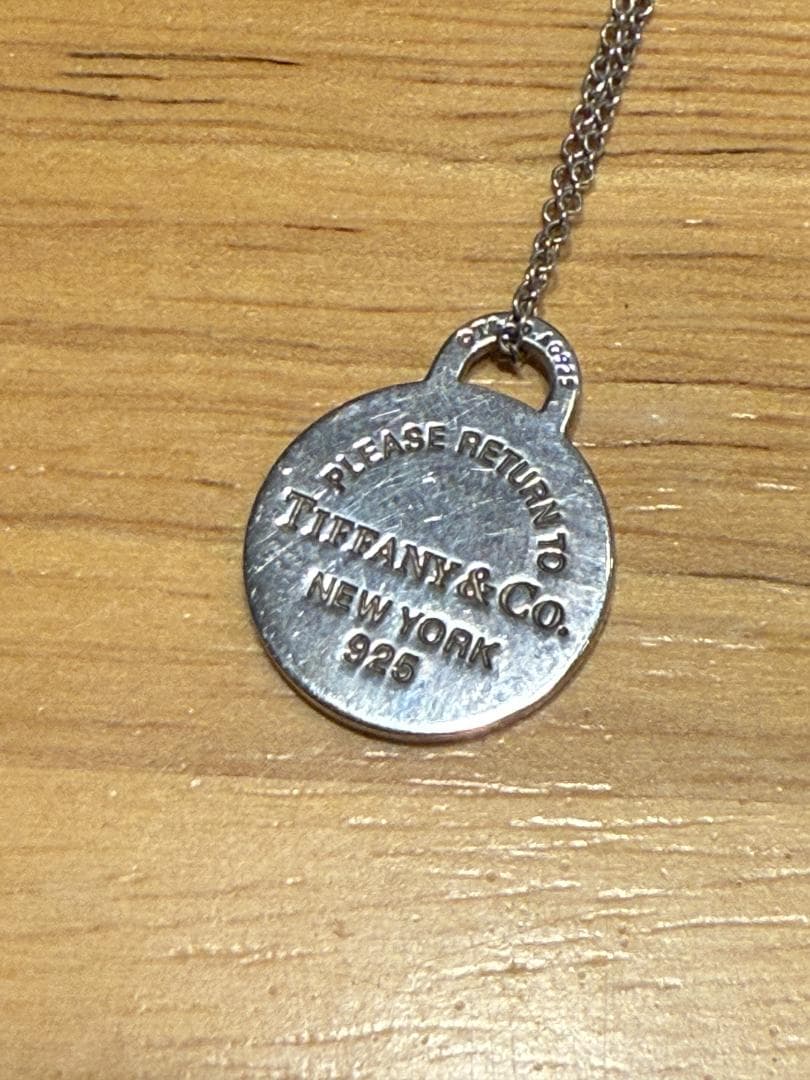 PLEASE RETURN TO
TIFFANY & CO.
NEW YORK
925